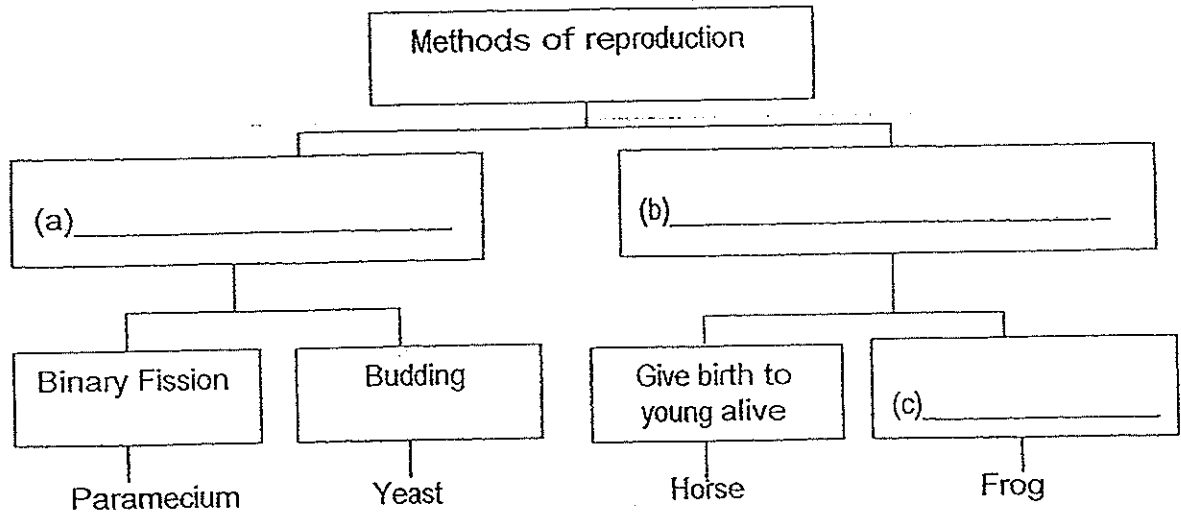 Methods of reproduction
(a)
(b)
Binary Fission
Budding
Give birth to
young alive
(c)
Paramecium
Yeast
Horse
Frog